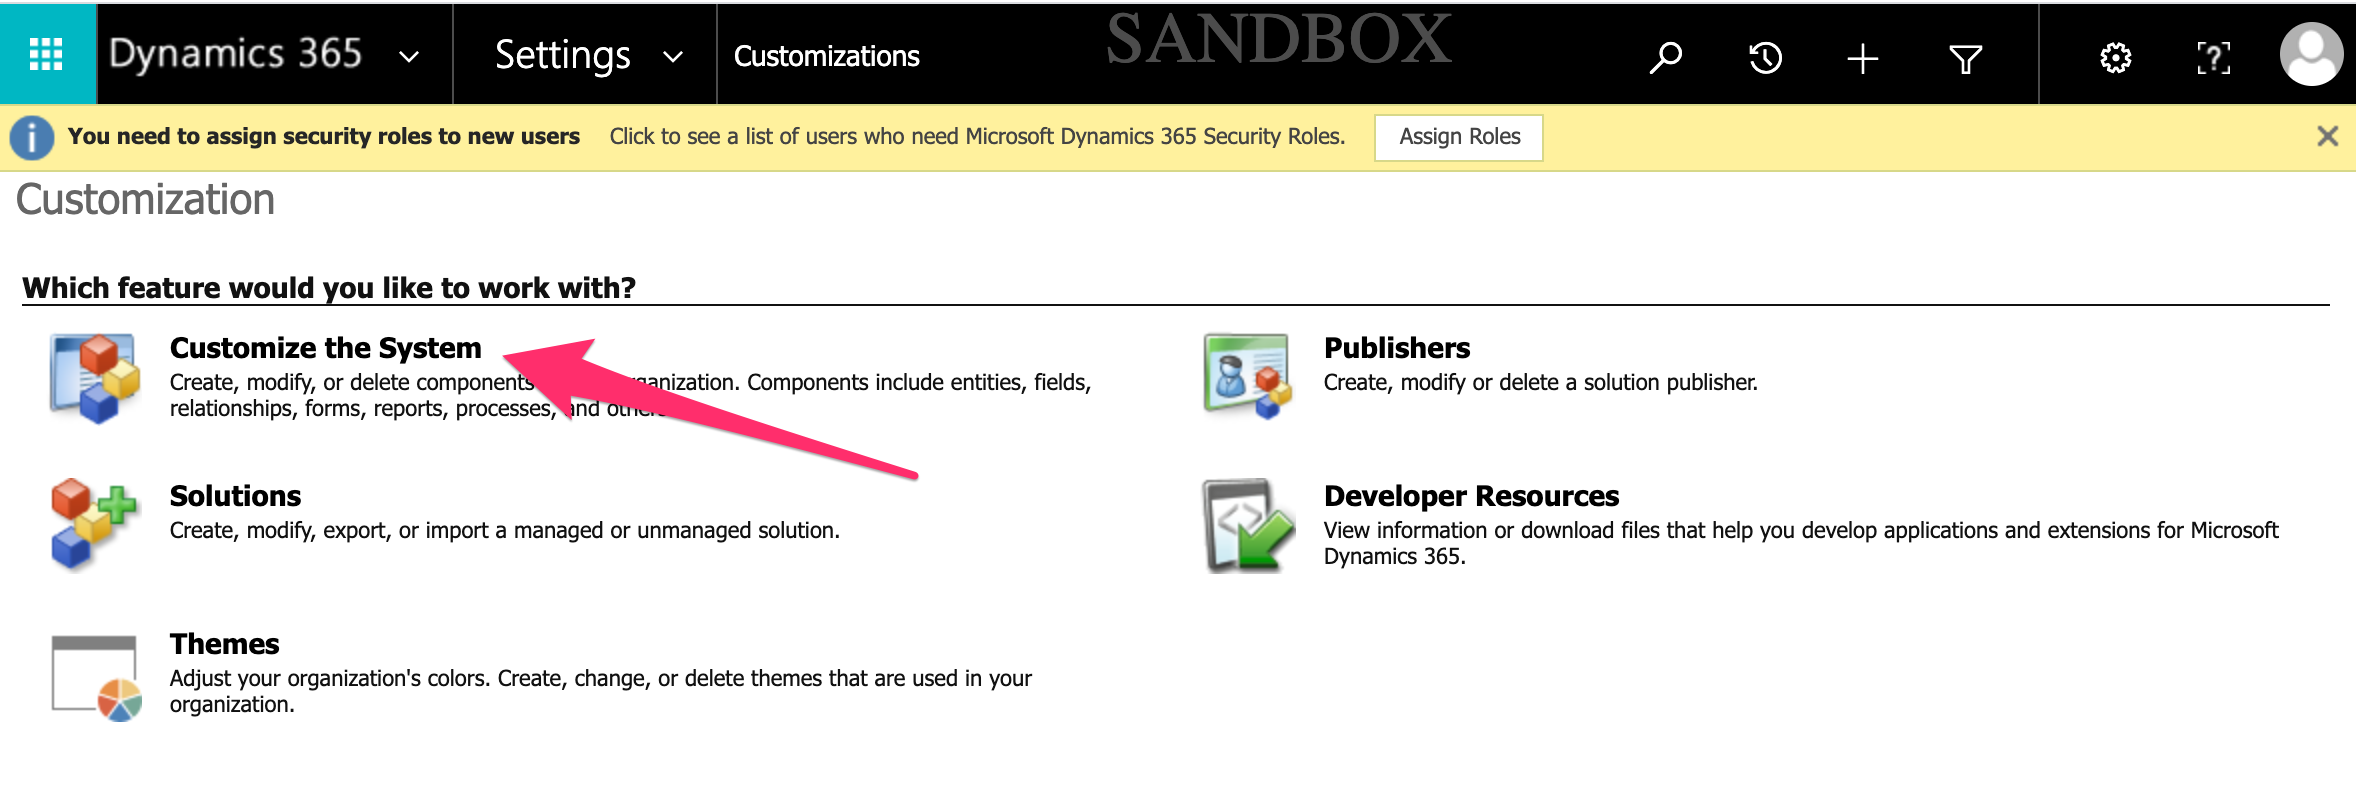 Dynamics 365
Settings
Customizations
SANDBOX
You need to assign security roles to new users Click to see a list of users who need Microsoft Dynamics 365 Security Roles. Assign Roles
Customization
Which feature would you like to work with?
Customize the System
Create, modify, or delete components anization. Components include entities, fields,
relationships, forms, reports, processes, and
Publishers
Create, modify or delete a solution publisher.
Solutions
Create, modify, export, or import a managed or unmanaged solution.
Developer Resources
View information or download files that help you develop applications and extensions for Microsoft
Dynamics 365.
Themes
Adjust your organization's colors. Create, change, or delete themes that are used in your
organization.